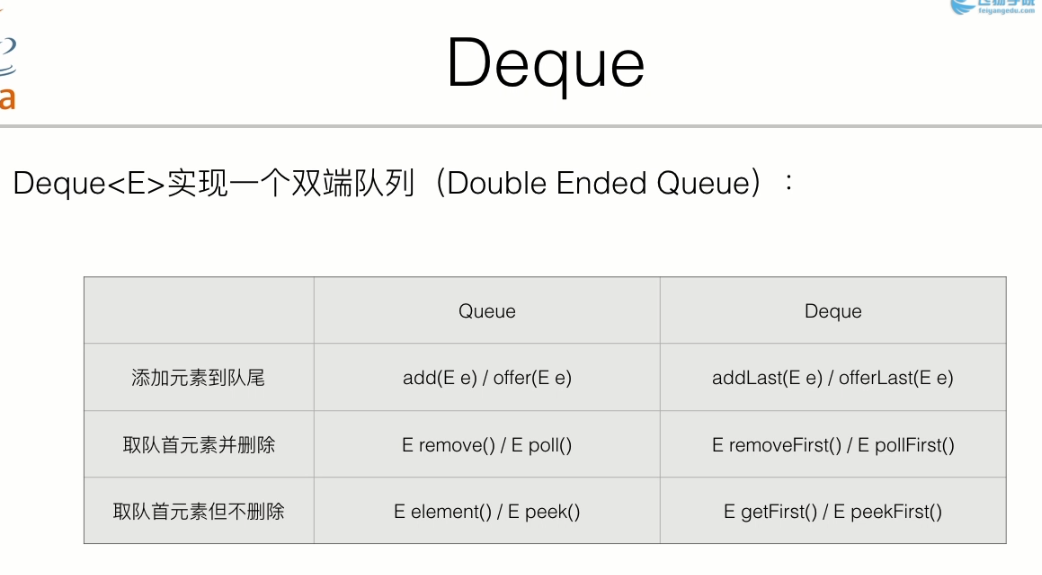 feiyangedu.com
a
Deque
Deque<E>实现一个双端队列（Double Ended Queue）：
Queue
Deque
添加元素到队尾
add(E e) / offer(E e)
addLast(E e) / offerLast(E e)
取队首元素并删除
E remove() / E poll()
E removeFirst() / E pollFirst()
取队首元素但不删除
E element() / E peek()
E getFirst() / E peekFirst()